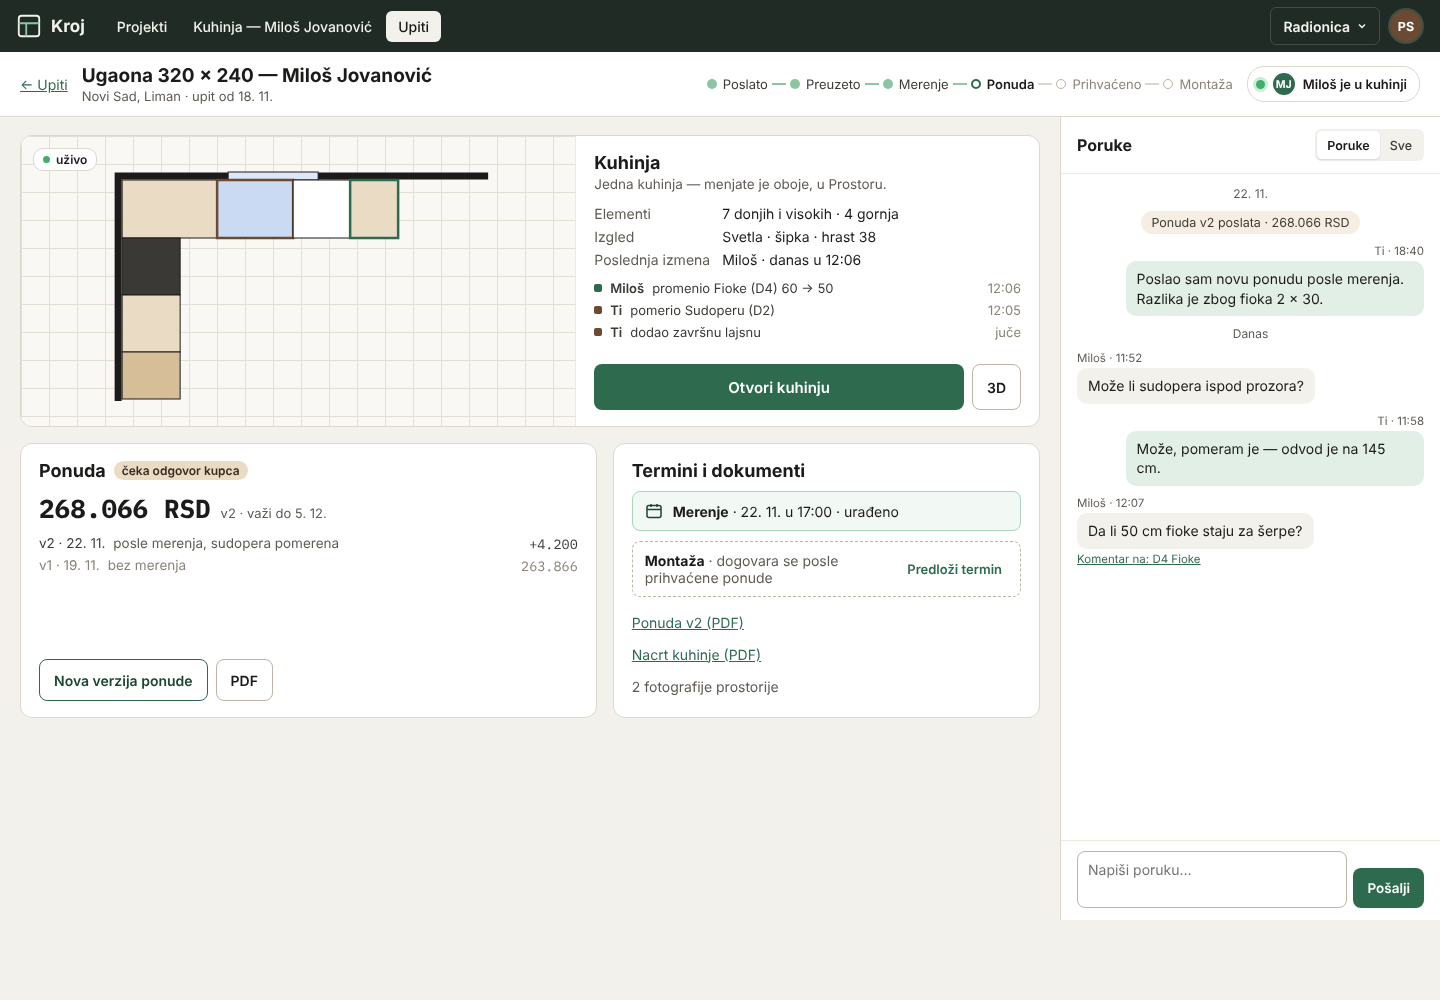 Kroj
Projekti
Kuhinja — Miloš Jovanović
Upiti
Radionica
PS
← Upiti
Ugaona 320 × 240 — Miloš Jovanović
Novi Sad, Liman · upit od 18. 11.
Poslato
Preuzeto
Merenje
Ponuda
Prihvaćeno
Montaža
MJ
Miloš je u kuhinji
uživo
Kuhinja
Jedna kuhinja — menjate je oboje, u Prostoru.
Elementi 7 donjih i visokih · 4 gornja
Izgled Svetla · šipka · hrast 38
Poslednja izmena Miloš · danas u 12:06
Miloš promenio Fioke (D4) 60 → 50 12:06
Ti pomerio Sudoperu (D2) 12:05
Ti dodao završnu lajsnu juče
Otvori kuhinju
3D
Ponuda
čeka odgovor kupca
268.066 RSD v2 · važi do 5. 12.
v2 · 22. 11. posle merenja, sudopera pomerena +4.200
v1 · 19. 11. bez merenja 263.866
Nova verzija ponude
PDF
Termini i dokumenti
Merenje · 22. 11. u 17:00 · urađeno
Montaža · dogovara se posle
prihvaćene ponude
Predloži termin
Ponuda v2 (PDF)
Nacrt kuhinje (PDF)
2 fotografije prostorije
Poruke
Poruke
Sve
22. 11.
Ponuda v2 poslata · 268.066 RSD
Ti · 18:40
Poslao sam novu ponudu posle merenja.
Razlika je zbog fioka 2 × 30.
Danas
Miloš · 11:52
Može li sudopera ispod prozora?
Ti · 11:58
Može, pomeram je — odvod je na 145
cm.
Miloš · 12:07
Da li 50 cm fioke staju za šerpe?
Komentar na: D4 Fioke
Napiši poruku...
Pošalji